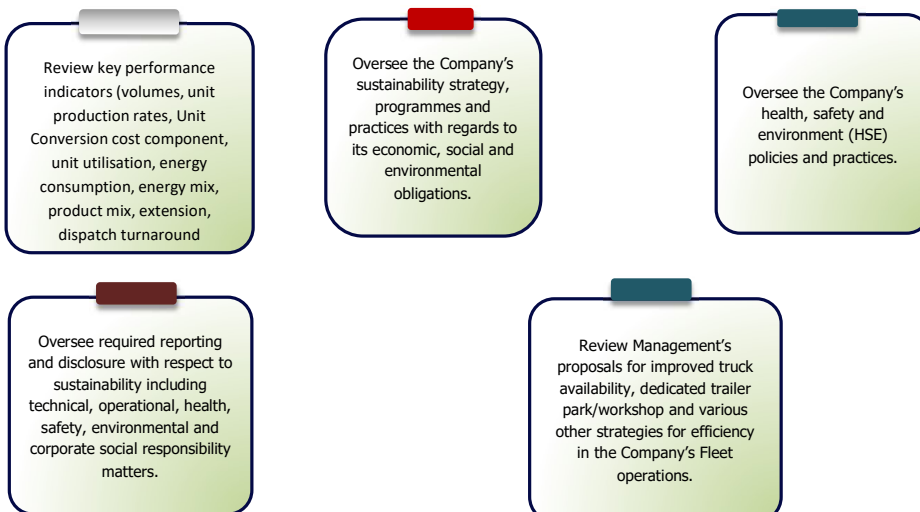 Review key performance
indicators (volumes, unit
production rates, Unit
Conversion cost component,
unit utilisation, energy
consumption, energy mix,
product mix, extension,
dispatch turnaround
Oversee the Company's
sustainability strategy,
programmes and
practices with regards to
its economic, social and
environmental
obligations.
Oversee the Company's
health, safety and
environment (HSE)
policies and practices.
Oversee required reporting
and disclosure with respect to
sustainability including
technical, operational, health,
safety, environmental and
corporate social responsibility
matters.
Review Management's
proposals for improved truck
availability, dedicated trailer
park/workshop and various
other strategies for efficiency
in the Company's Fleet
operations.